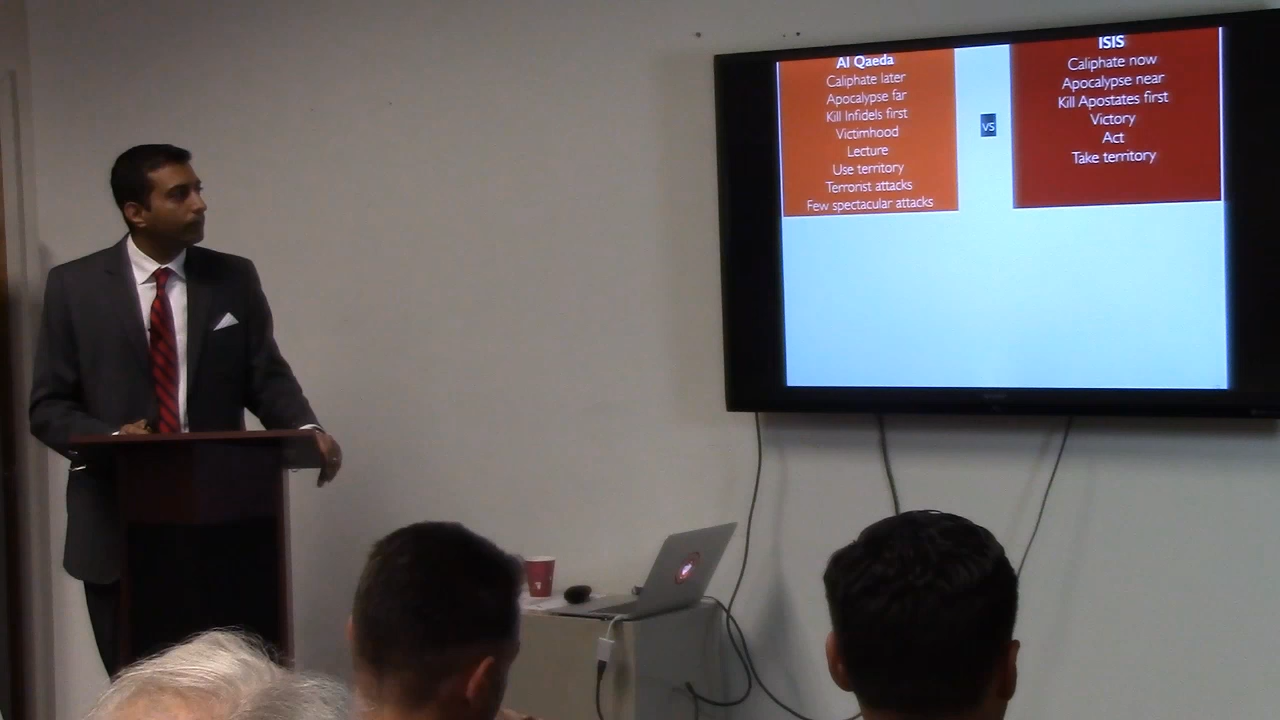 Al Qaeda
Caliphate later
Apocalypse far
Kill Infidels first
Victimhood
Lecture
Use territory
Terrorist attacks
Few spectacular attacks
vs
ISIS
Caliphate now
Apocalypse near
Kill Apostates first
Victory
Act
Take territory